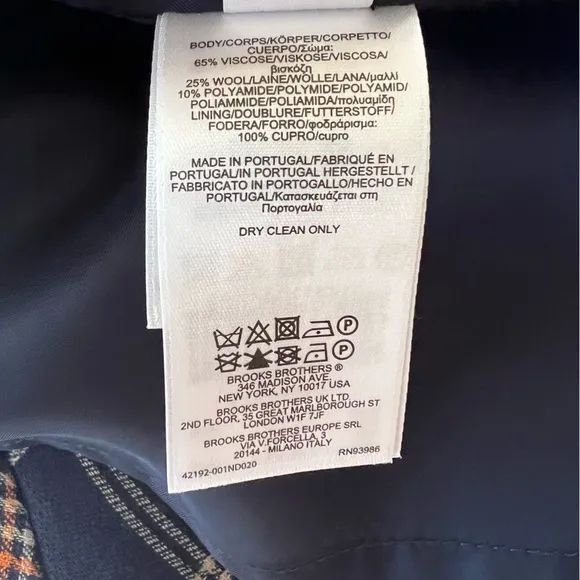 BODY/CORPS/KÖRPER/CORPETTO/
CUERPO/Σώμα:
65% VISCOSE/VISKOSE/VISCOSA/
βισκόζη
25% WOOL/LAINE/WOLLE/LANA/μαλλί
10% POLYAMIDE/POLYMIDE/POLYAMID/
POLIAMMIDE/POLIAMIDA/πολυαμίδη
LINING/DOUBLURE/FUTTERSTOFF/
FODERA/FORRO/φοδράρισμα:
100% CUPRO/cupro
MADE IN PORTUGAL/FABRIQUÉ EN
PORTUGAL/IN PORTUGAL HERGESTELLT /
FABBRICATO IN PORTOGALLO/HECHO EN
PORTUGAL/Κατασκευάζεται στη
Πορτογαλία
DRY CLEAN ONLY
P
P
BROOKS BROTHERS ®
346 MADISON AVE.
NEW YORK, NY 10017 USA
BROOKS BROTHERS UK LTD.
2ND FLOOR, 35 GREAT MARLBOROUGH ST
LONDON W1F 7JF
BROOKS BROTHERS EUROPE SRL
VIA V.FORCELLA, 3
20144 - MILANO ITALY
RN93986
42192-001ND020